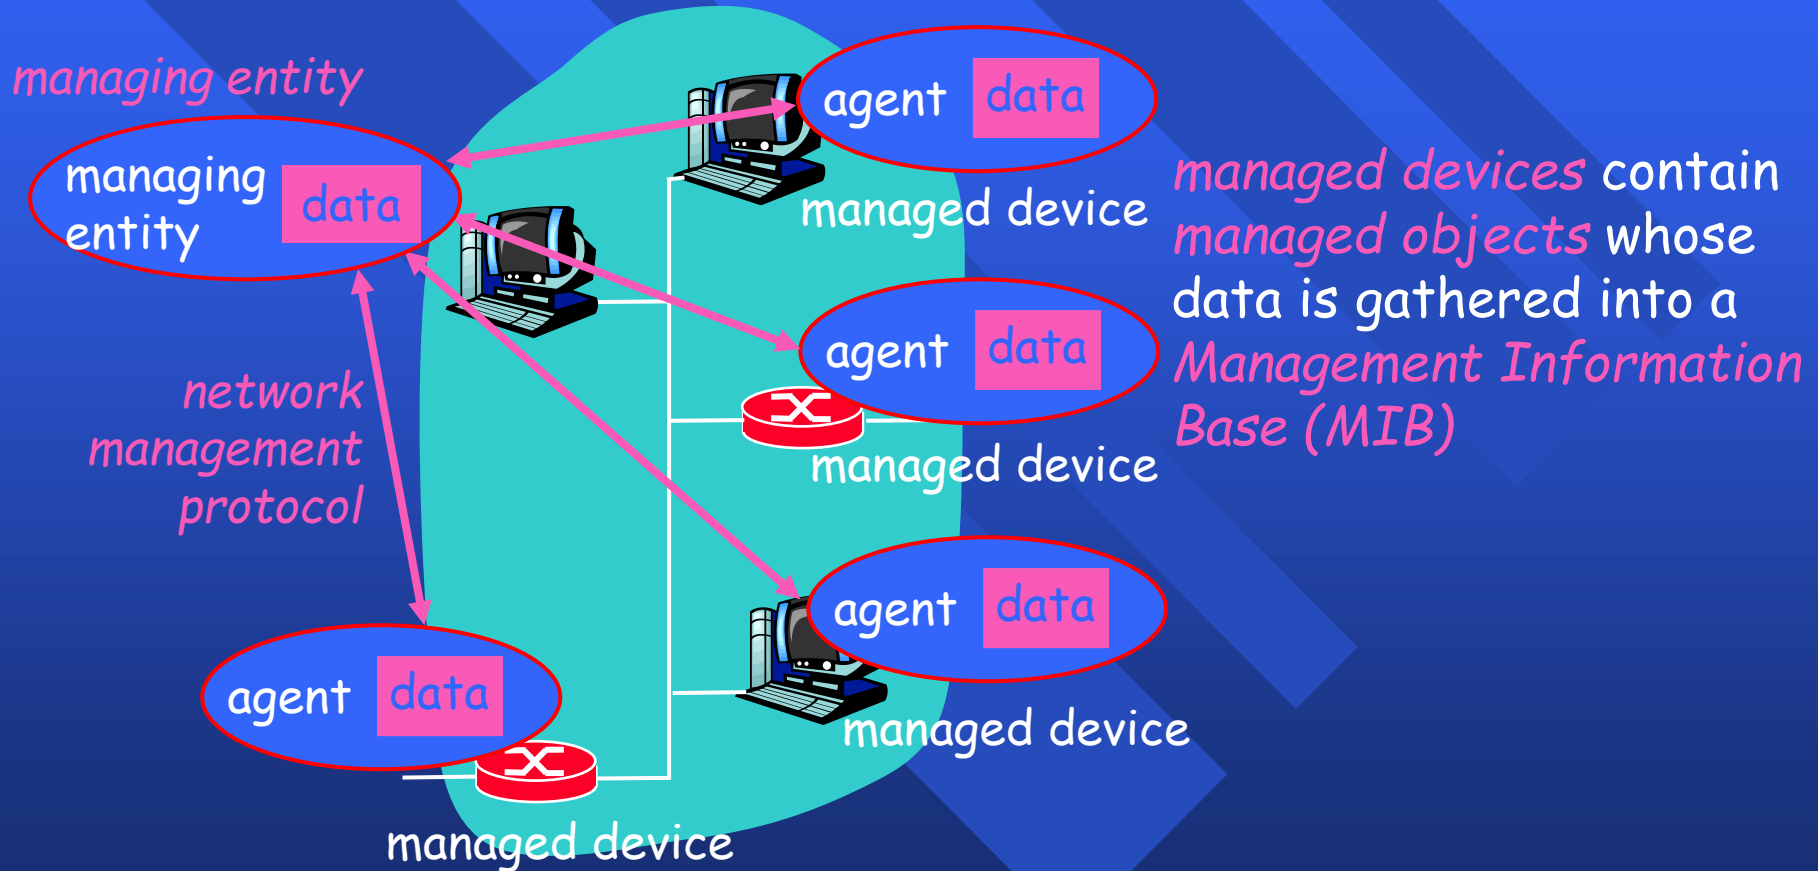 managing entity
managing
entity
data
agent data
managed device
managed devices contain
managed objects whose
data is gathered into a
Management Information
Base (MIB)
agent data
managed device
network
management
protocol
agent data
managed device
agent data
managed device